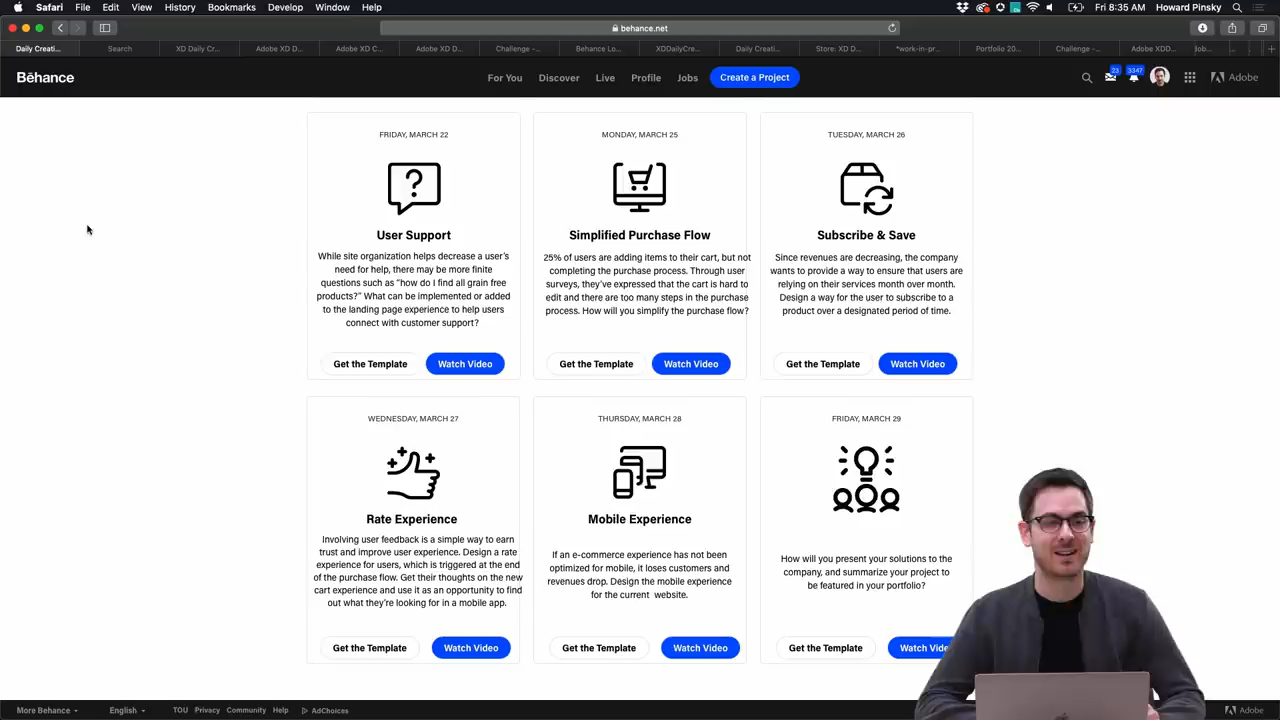 Safari File Edit View History Bookmarks Develop Window Help
Fri 8:35 AM Howard Pinsky
behance.net
Daily Creati... Search XD Daily Cr... Adobe XD D... Adobe XD C... Adobe XD D... Challenge -... Behance Lo... XDDailyCre... Daily Creati... Store: XD D... *work-in-pr... Portfolio 20... Challenge -... Adobe XDD...
Bēhance
For You Discover Live Profile Jobs Create a Project
23 3347 Adobe
FRIDAY, MARCH 22
?
User Support
While site organization helps decrease a user's
need for help, there may be more finite
questions such as "how do I find all grain free
products?" What can be implemented or added
to the landing page experience to help users
connect with customer support?
Get the Template Watch Video
MONDAY, MARCH 25
Simplified Purchase Flow
25% of users are adding items to their cart, but not
completing the purchase process. Through user
surveys, they've expressed that the cart is hard to
edit and there are too many steps in the purchase
process. How will you simplify the purchase flow?
Get the Template Watch Video
TUESDAY, MARCH 26
Subscribe & Save
Since revenues are decreasing, the company
wants to provide a way to ensure that users are
relying on their services month over month.
Design a way for the user to subscribe to a
product over a designated period of time.
Get the Template Watch Video
WEDNESDAY, MARCH 27
Rate Experience
Involving user feedback is a simple way to earn
trust and improve user experience. Design a rate
experience for users, which is triggered at the end
of the purchase flow. Get their thoughts on the new
cart experience and use it as an opportunity to find
out what they're looking for in a mobile app.
Get the Template Watch Video
THURSDAY, MARCH 28
Mobile Experience
If an e-commerce experience has not been
optimized for mobile, it loses customers and
revenues drop. Design the mobile experience
for the current website.
Get the Template Watch Video
FRIDAY, MARCH 29
How will you present your solutions to the
company, and summarize your project to
be featured in your portfolio?
Get the Template Watch Vide
More Behance English TOU Privacy Community Help AdChoices
Adobe